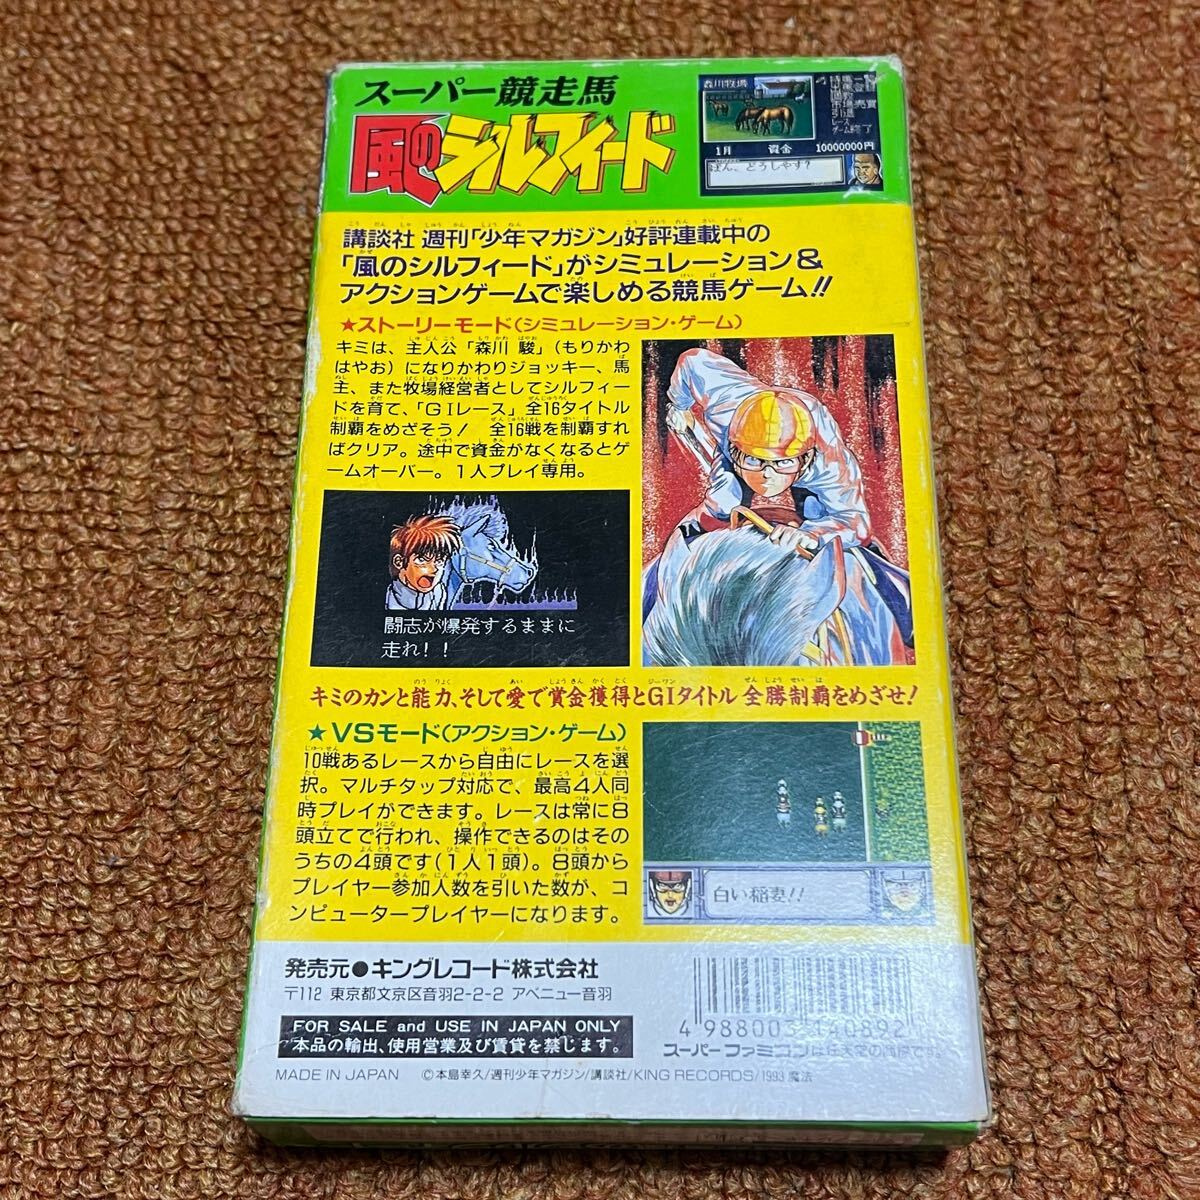 スーパー競走馬
風のシルフィード
森川牧場
市場売買
引退
レース
ゲーム終了
1月 資金 10000000円
ぼん、どうしやす?
講談社 週刊「少年マガジン」好評連載中の
「風のシルフィード」がシミュレーション&
アクションゲームで楽しめる競馬ゲーム!!
★ストーリーモード(シミュレーション・ゲーム)
キミは、主人公「森川 駿」(もりかわ
はやお)になりかわりジョッキー、馬
主、また牧場経営者としてシルフィー
ドを育て、「GIレース」全16タイトル
制覇をめざそう! 全16戦を制覇すれ
ばクリア。途中で資金がなくなるとゲ
ームオーバー。1人プレイ専用。
闘志が爆発するままに
走れ!!
キミのカンと能力、そして愛で賞金獲得とGIタイトル 全勝制覇をめざせ!
★VSモード(アクション・ゲーム)
10戦あるレースから自由にレースを選
択。マルチタップ対応で、最高4人同
時プレイができます。レースは常に8
頭立てで行われ、操作できるのはその
うちの4頭です(1人1頭)。8頭から
プレイヤー参加人数を引いた数が、コ
ンピュータープレイヤーになります。
白い稲妻!!
発売元●キングレコード株式会社
〒112 東京都文京区音羽2-2-2 アベニュー音羽
FOR SALE and USE IN JAPAN ONLY
本品の輸出、使用営業及び賃貸を禁じます。
MADE IN JAPAN ©本島幸久/週刊少年マガジン/講談社/KING RECORDS/1993 魔法
スーパーファミコンは任天堂の商標です。